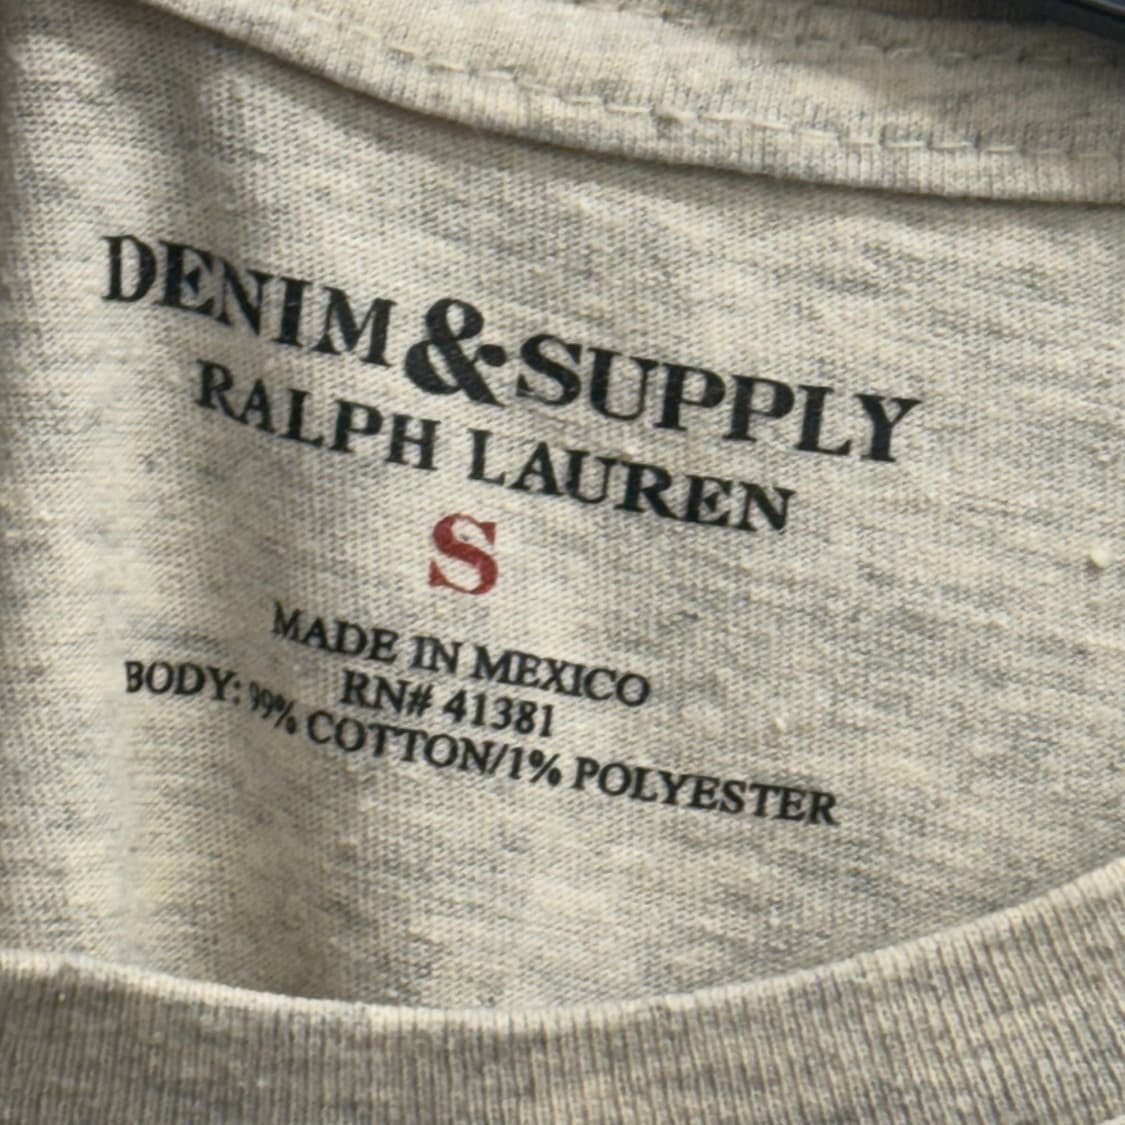 DENIM & SUPPLY
RALPH LAUREN
S
MADE IN MEXICO
RN# 41381
BODY: 99% COTTON/1% POLYESTER